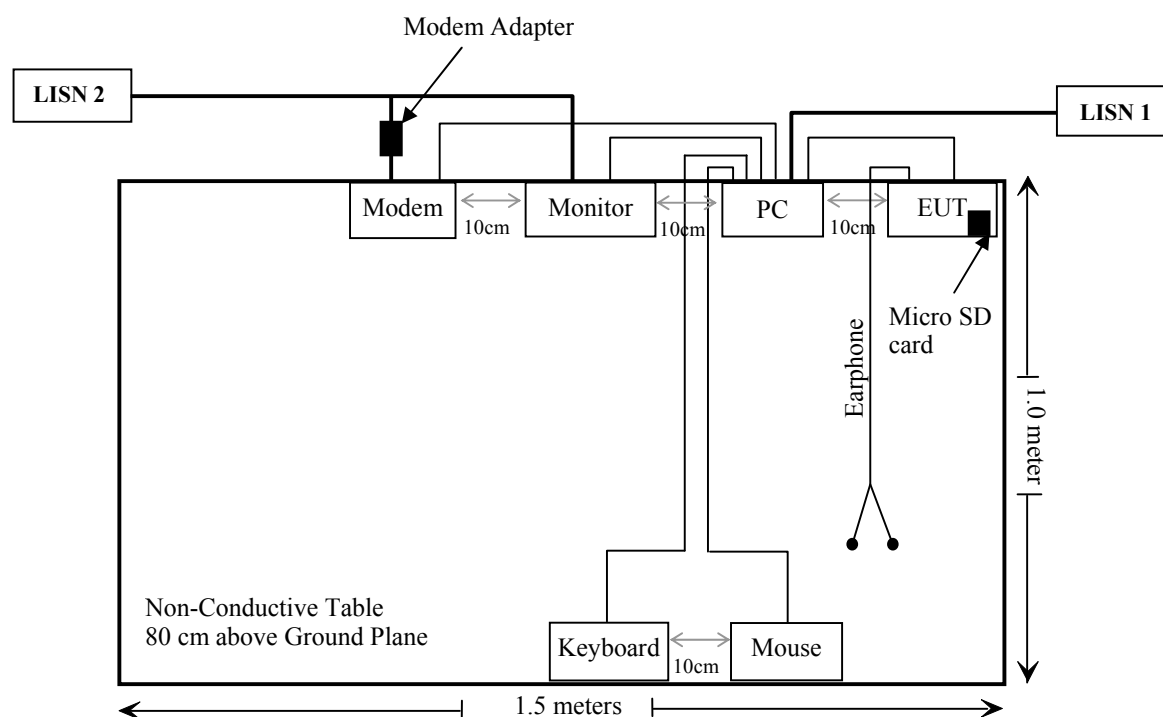 Modem Adapter
LISN 2
LISN 1
Modem
Monitor
PC
EUT
10cm
10cm
10cm
Micro SD
card
Earphone
1.0 meter
Non-Conductive Table
80 cm above Ground Plane
Keyboard
10cm
Mouse
1.5 meters